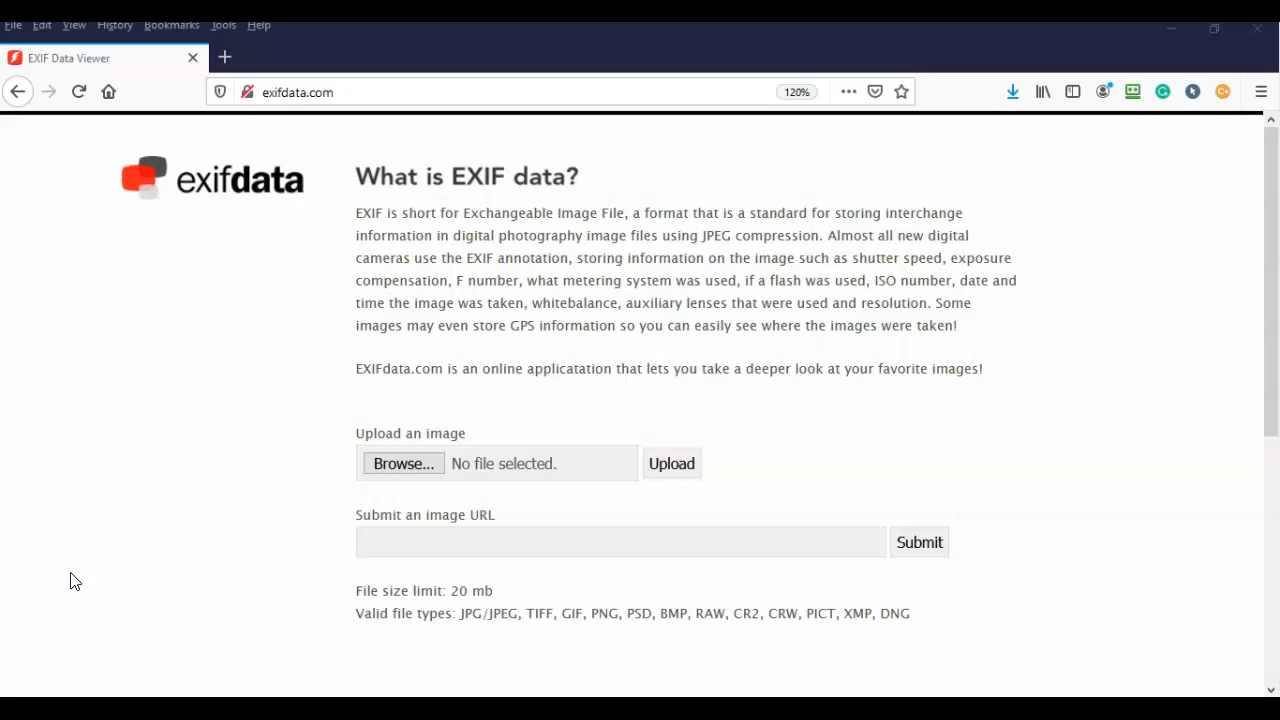 File Edit View History Bookmarks Tools Help
EXIF Data Viewer
exifdata.com
120%
exifdata
What is EXIF data?
EXIF is short for Exchangeable Image File, a format that is a standard for storing interchange
information in digital photography image files using JPEG compression. Almost all new digital
cameras use the EXIF annotation, storing information on the image such as shutter speed, exposure
compensation, F number, what metering system was used, if a flash was used, ISO number, date and
time the image was taken, whitebalance, auxiliary lenses that were used and resolution. Some
images may even store GPS information so you can easily see where the images were taken!
EXIFdata.com is an online applicatation that lets you take a deeper look at your favorite images!
Upload an image
Browse... No file selected. Upload
Submit an image URL
Submit
File size limit: 20 mb
Valid file types: JPG/JPEG, TIFF, GIF, PNG, PSD, BMP, RAW, CR2, CRW, PICT, XMP, DNG